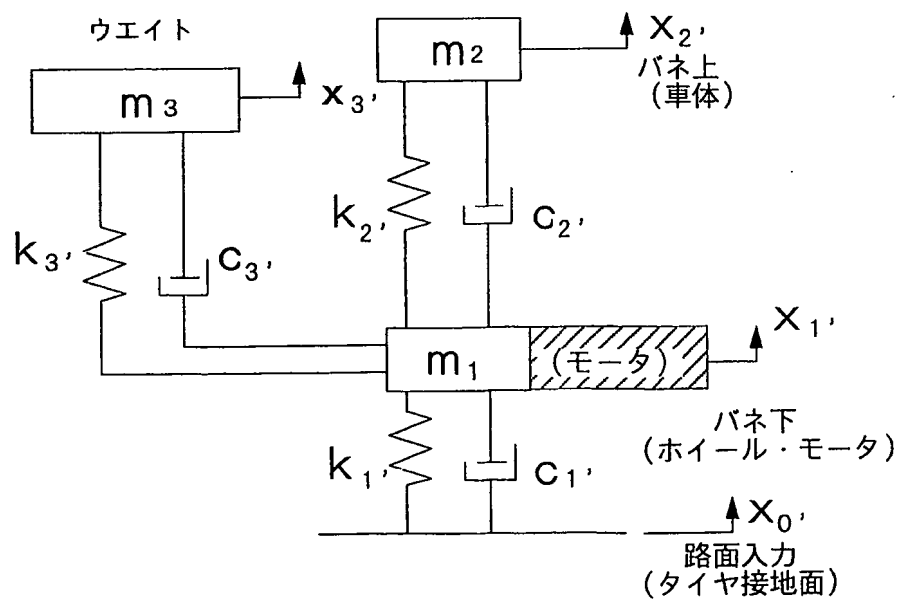 ウエイト
m3
x3,
m2
X2,
バネ上
(車体)
k3,
c3,
k2,
c2,
m1
(モータ)
X1,
バネ下
(ホイール・モータ)
k1,
c1,
X0,
路面入力
(タイヤ接地面)